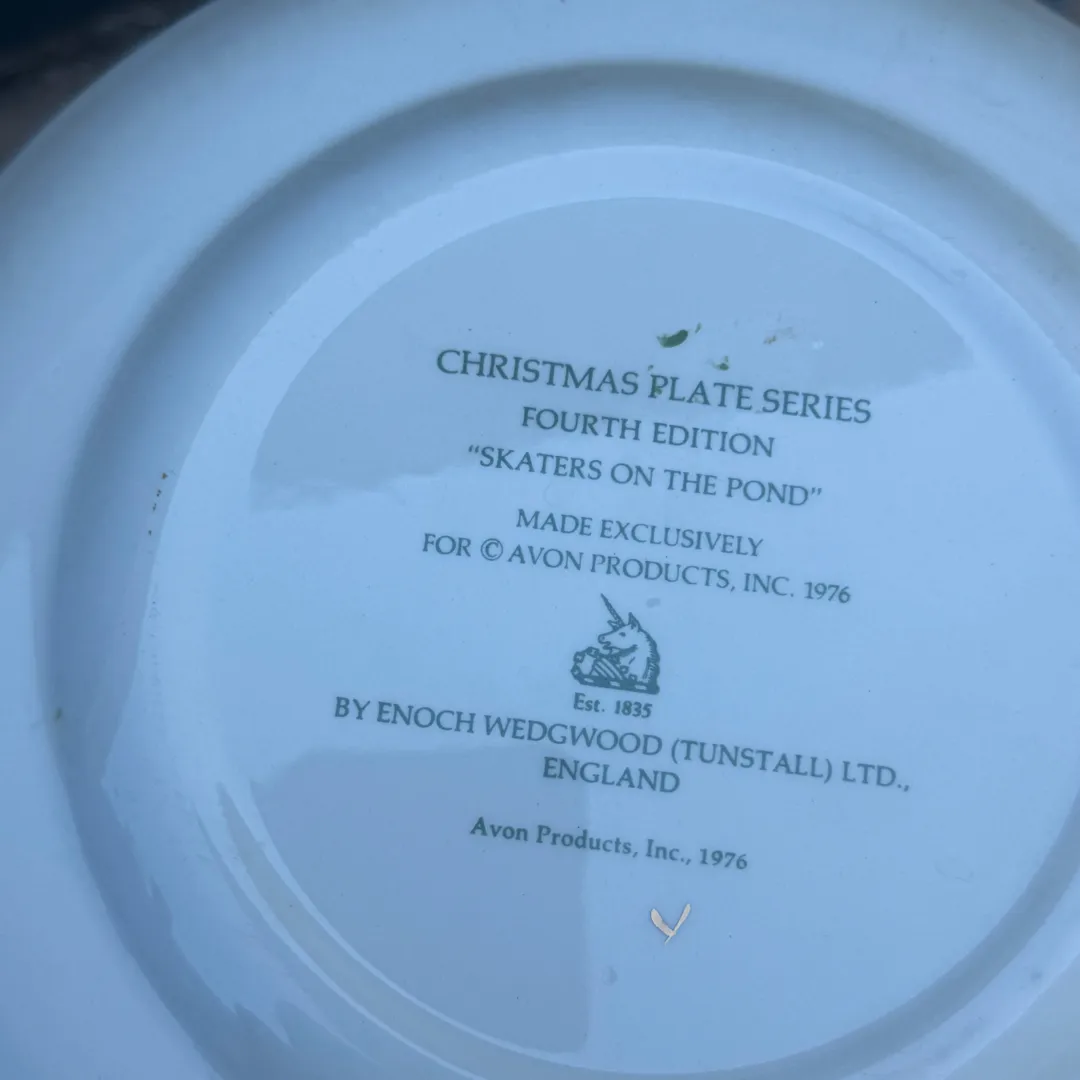 CHRISTMAS PLATE SERIES
FOURTH EDITION
"SKATERS ON THE POND"
MADE EXCLUSIVELY
FOR © AVON PRODUCTS, INC. 1976
Est. 1835
BY ENOCH WEDGWOOD (TUNSTALL) LTD.,
ENGLAND
Avon Products, Inc., 1976